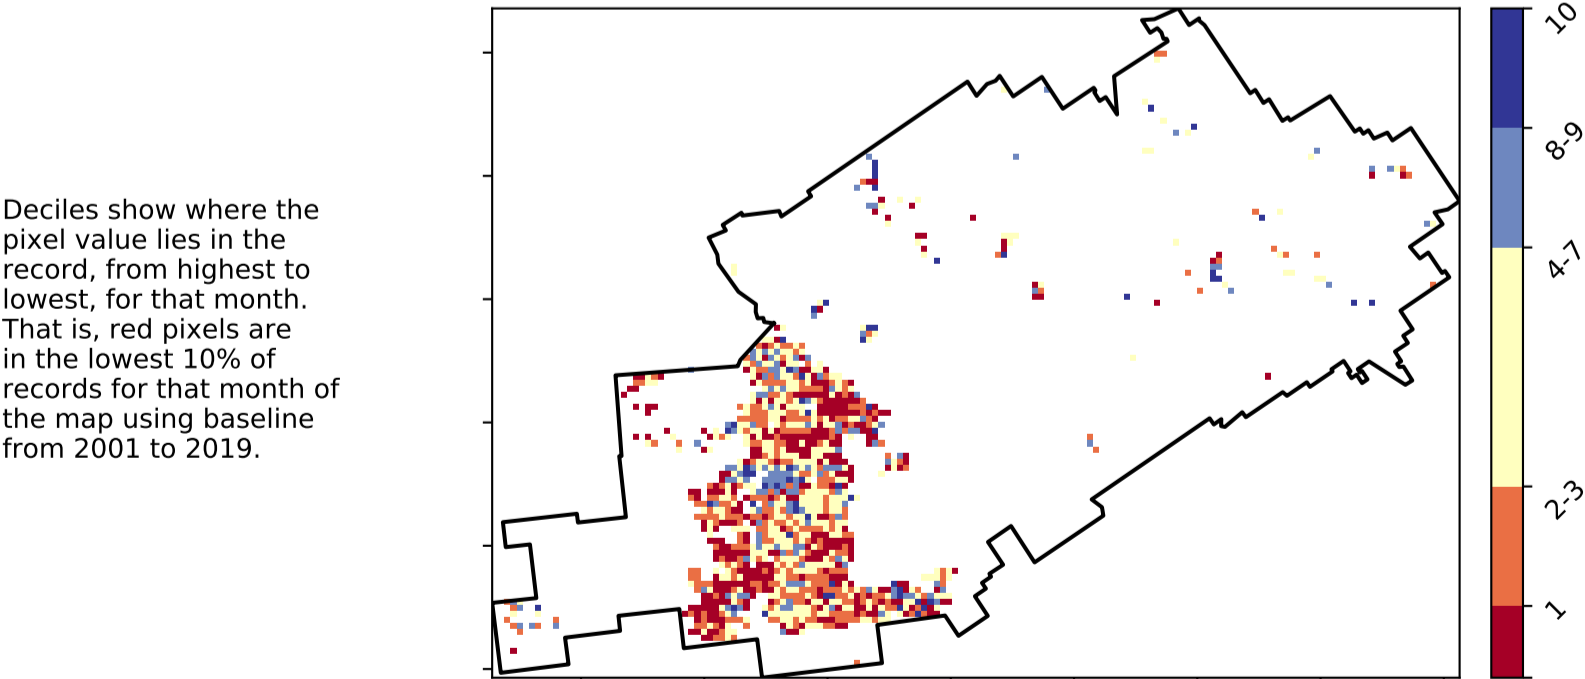 Deciles show where the
pixel value lies in the
record, from highest to
lowest, for that month.
That is, red pixels are
in the lowest 10% of
records for that month of
the map using baseline
from 2001 to 2019.
10
8-9
4-7
2-3
1